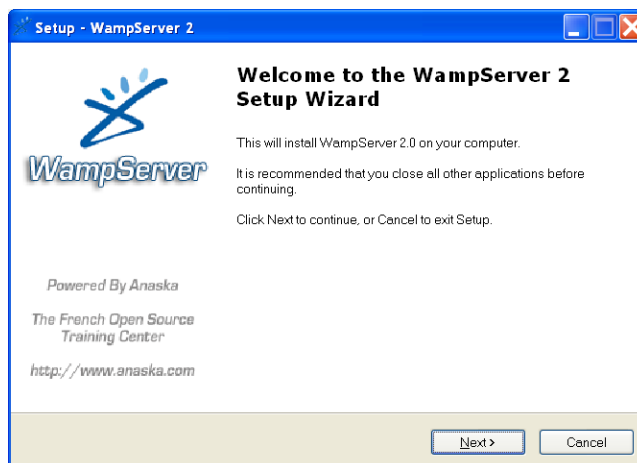 Setup - WampServer 2
Welcome to the WampServer 2
Setup Wizard
This will install WampServer 2.0 on your computer.
It is recommended that you close all other applications before
continuing.
Click Next to continue, or Cancel to exit Setup.
WampServer
Powered By Anaska
The French Open Source
Training Center
http://www.anaska.com
Next >
Cancel